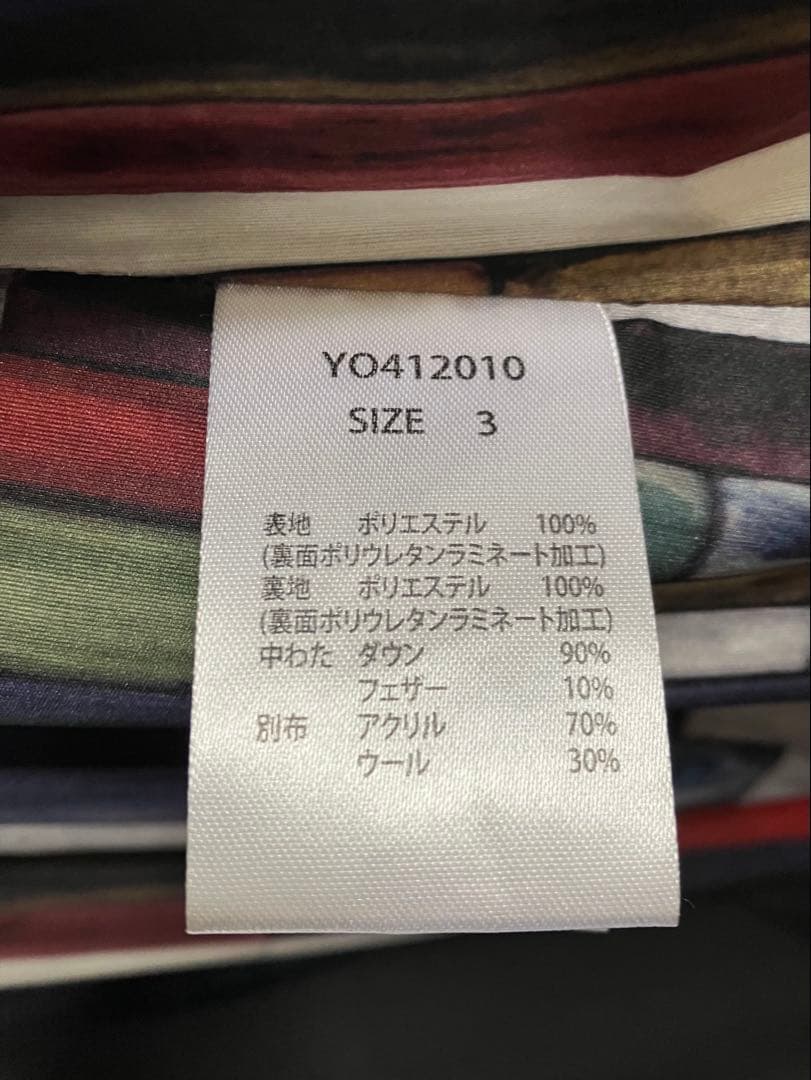 YO412010
SIZE 3
表地 ポリエステル 100%
(裏面ポリウレタンラミネート加工)
裏地 ポリエステル 100%
(裏面ポリウレタンラミネート加工)
中わた ダウン 90%
フェザー 10%
別布 アクリル 70%
ウール 30%